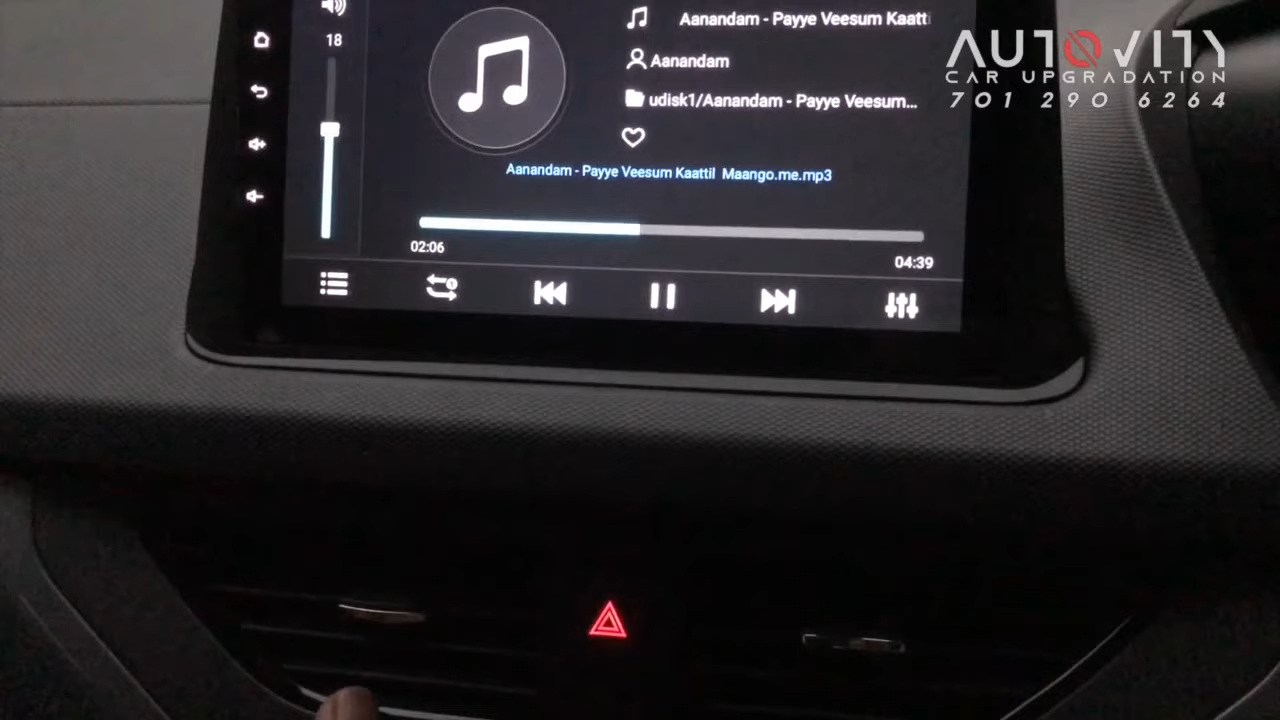 18
Aanandam - Payye Veesum Kaatt
Aanandam
udisk1/Aanandam - Payye Veesum...
Aanandam - Payye Veesum Kaattil Maango.me.mp3
02:06
04:39
AUTOVITY
CAR UPGRADATION
701 290 6264